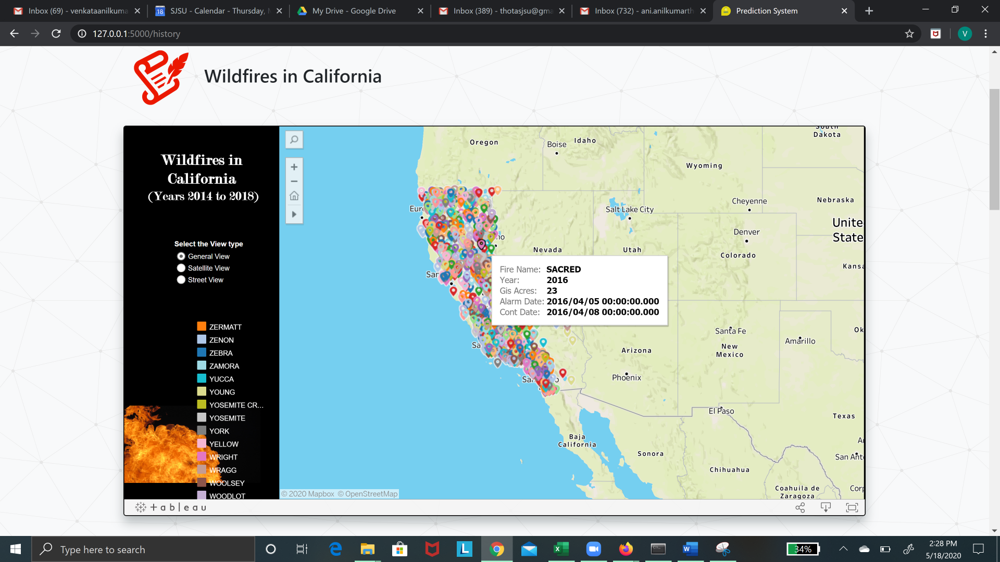 Inbox (69) - venkataanilkuma
SJSU - Calendar - Thursday, M
My Drive - Google Drive
Inbox (389) - thotasjsu@gma
Inbox (732) - ani.anilkumarth
Prediction System
127.0.0.1:5000/history
V
Wildfires in California
Wildfires in
California
(Years 2014 to 2018)
Select the View type
General View
Satellite View
Street View
ZERMATT
ZENON
ZEBRA
ZAMORA
YUCCA
YOUNG
YOSEMITE CR...
YOSEMITE
YORK
YELLOW
WRIGHT
WRAGG
WOOLSEY
WOODLOT
Oregon
Boise
Idaho
South
Dakota
Wyoming
Cheyenne
Nebraska
Eur
Salt Lake City
Unite
States
Denver
no
Nevada
Utah
Colorado
Kansa
San
Fire Name: SACRED
Year: 2016
Gis Acres: 23
Alarm Date: 2016/04/05 00:00:00.000
Cont Date: 2016/04/08 00:00:00.000
Santa Fe
Ok
Amarillo
New
Mexico
Sa
Arizona
Phoenix
Sa
o
El Paso
Texas
Baja
California
Au
Sonora
San Anto
Chihuahua
Coahuila de
Zaragoza
Corp
© 2020 Mapbox © OpenStreetMap
+ a b | e a u
Type here to search
34%
2:28 PM
5/18/2020